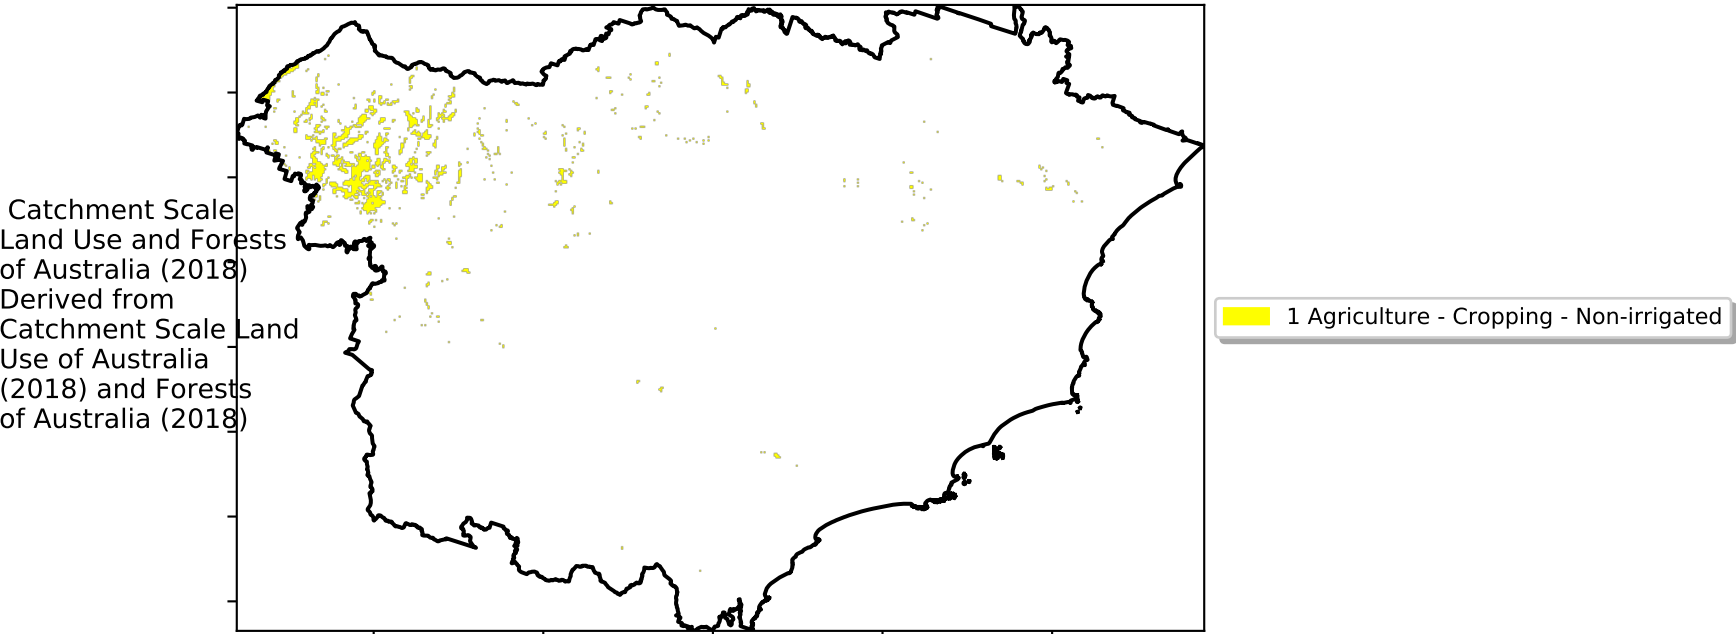 Catchment Scale
Land Use and Forests
of Australia (2018)
Derived from
Catchment Scale Land
Use of Australia
(2018) and Forests
of Australia (2018)
1 Agriculture - Cropping - Non-irrigated